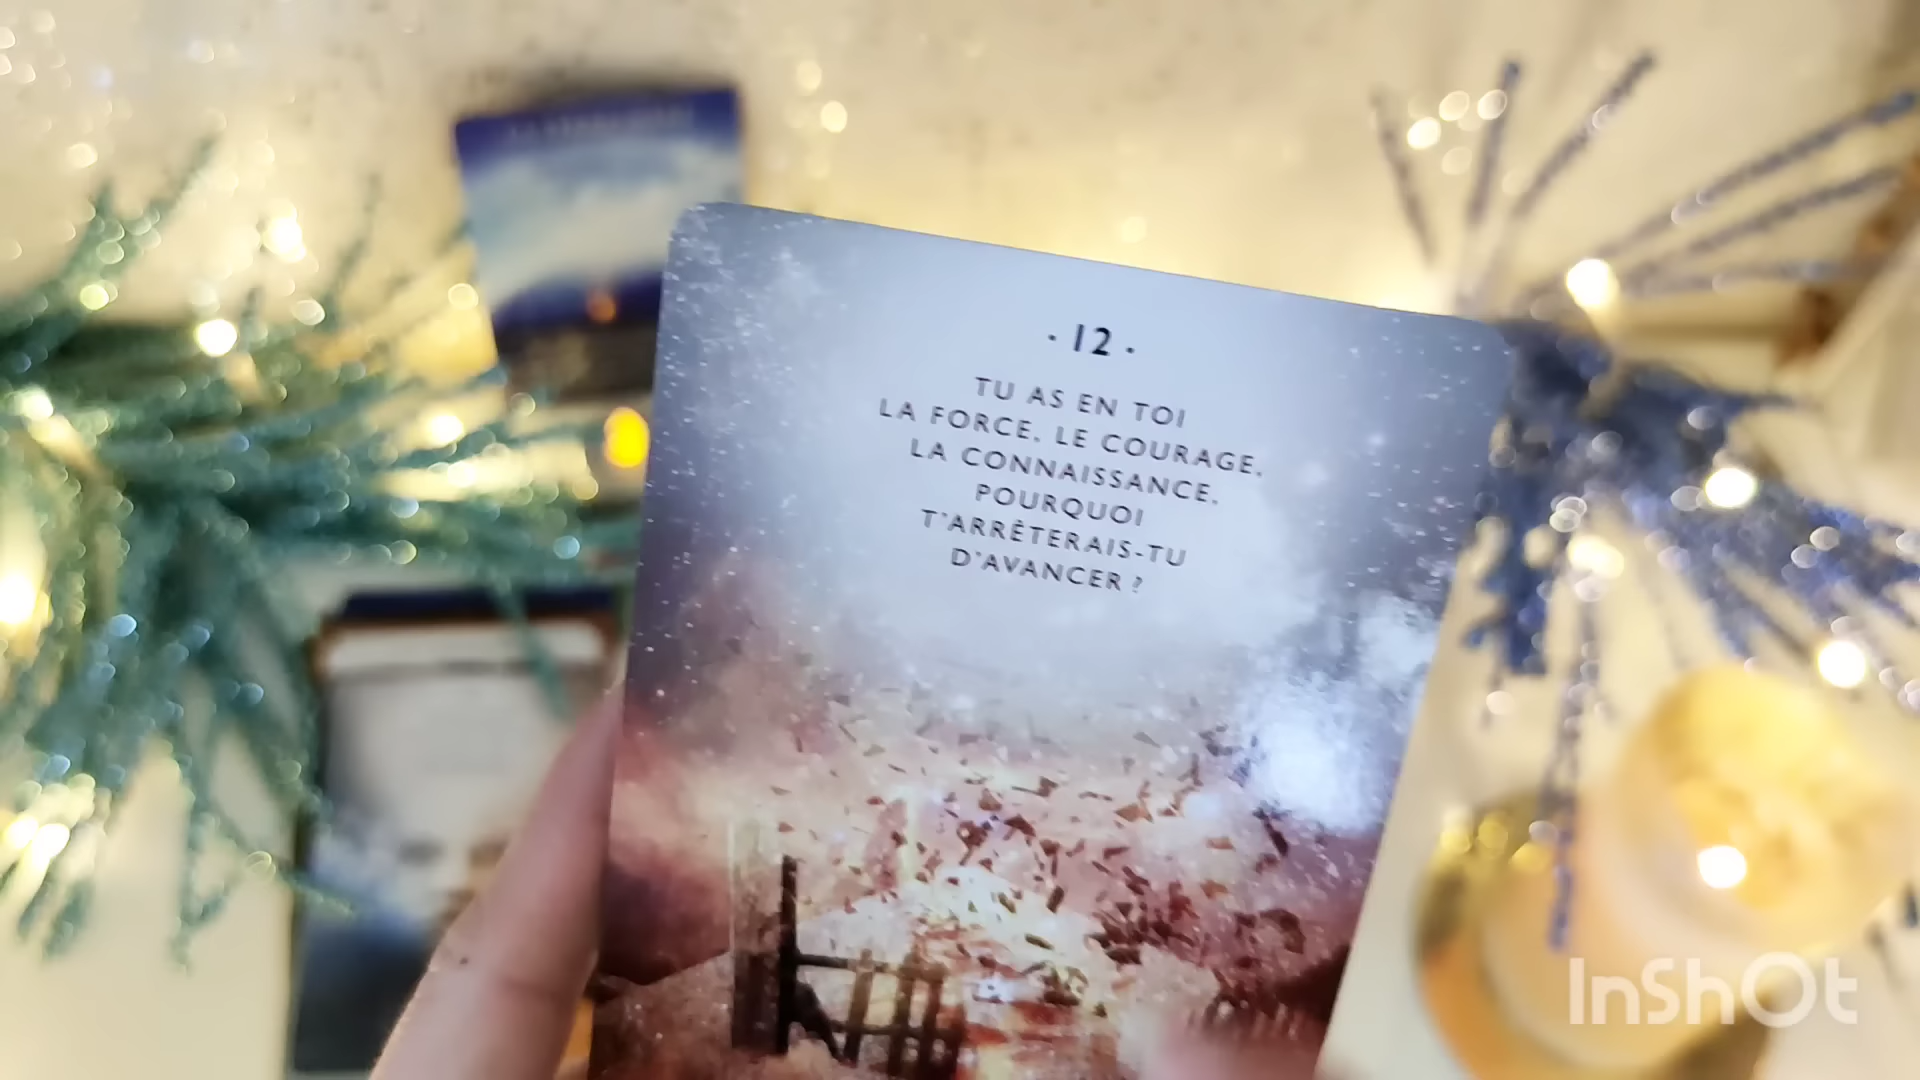 · 12 ·
TU AS EN TOI
LA FORCE, LE COURAGE,
LA CONNAISSANCE,
POURQUOI
T'ARRÊTERAIS-TU
D'AVANCER ?
InShOt